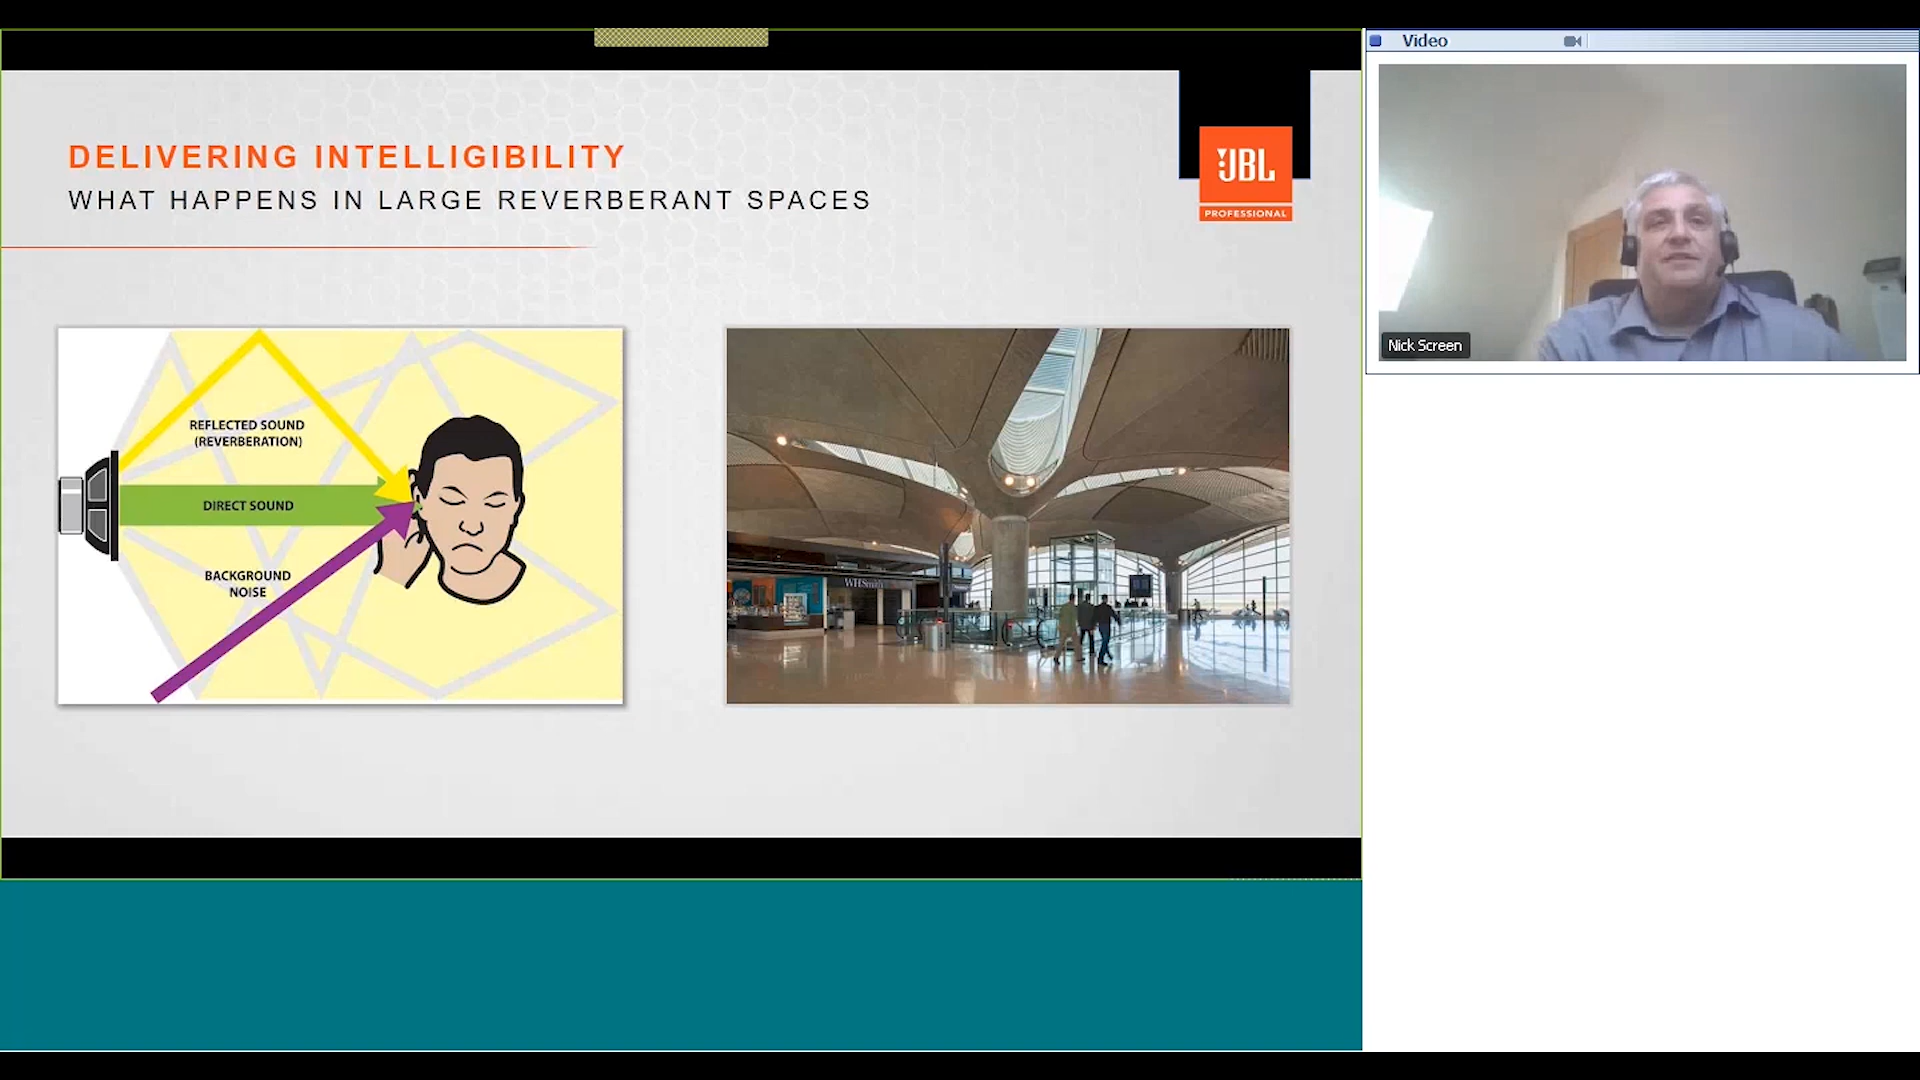 DELIVERING INTELLIGIBILITY
WHAT HAPPENS IN LARGE REVERBERANT SPACES
JBL
PROFESSIONAL
REFLECTED SOUND
(REVERBERATION)
DIRECT SOUND
BACKGROUND
NOISE
WHSmith
Video
Nick Screen